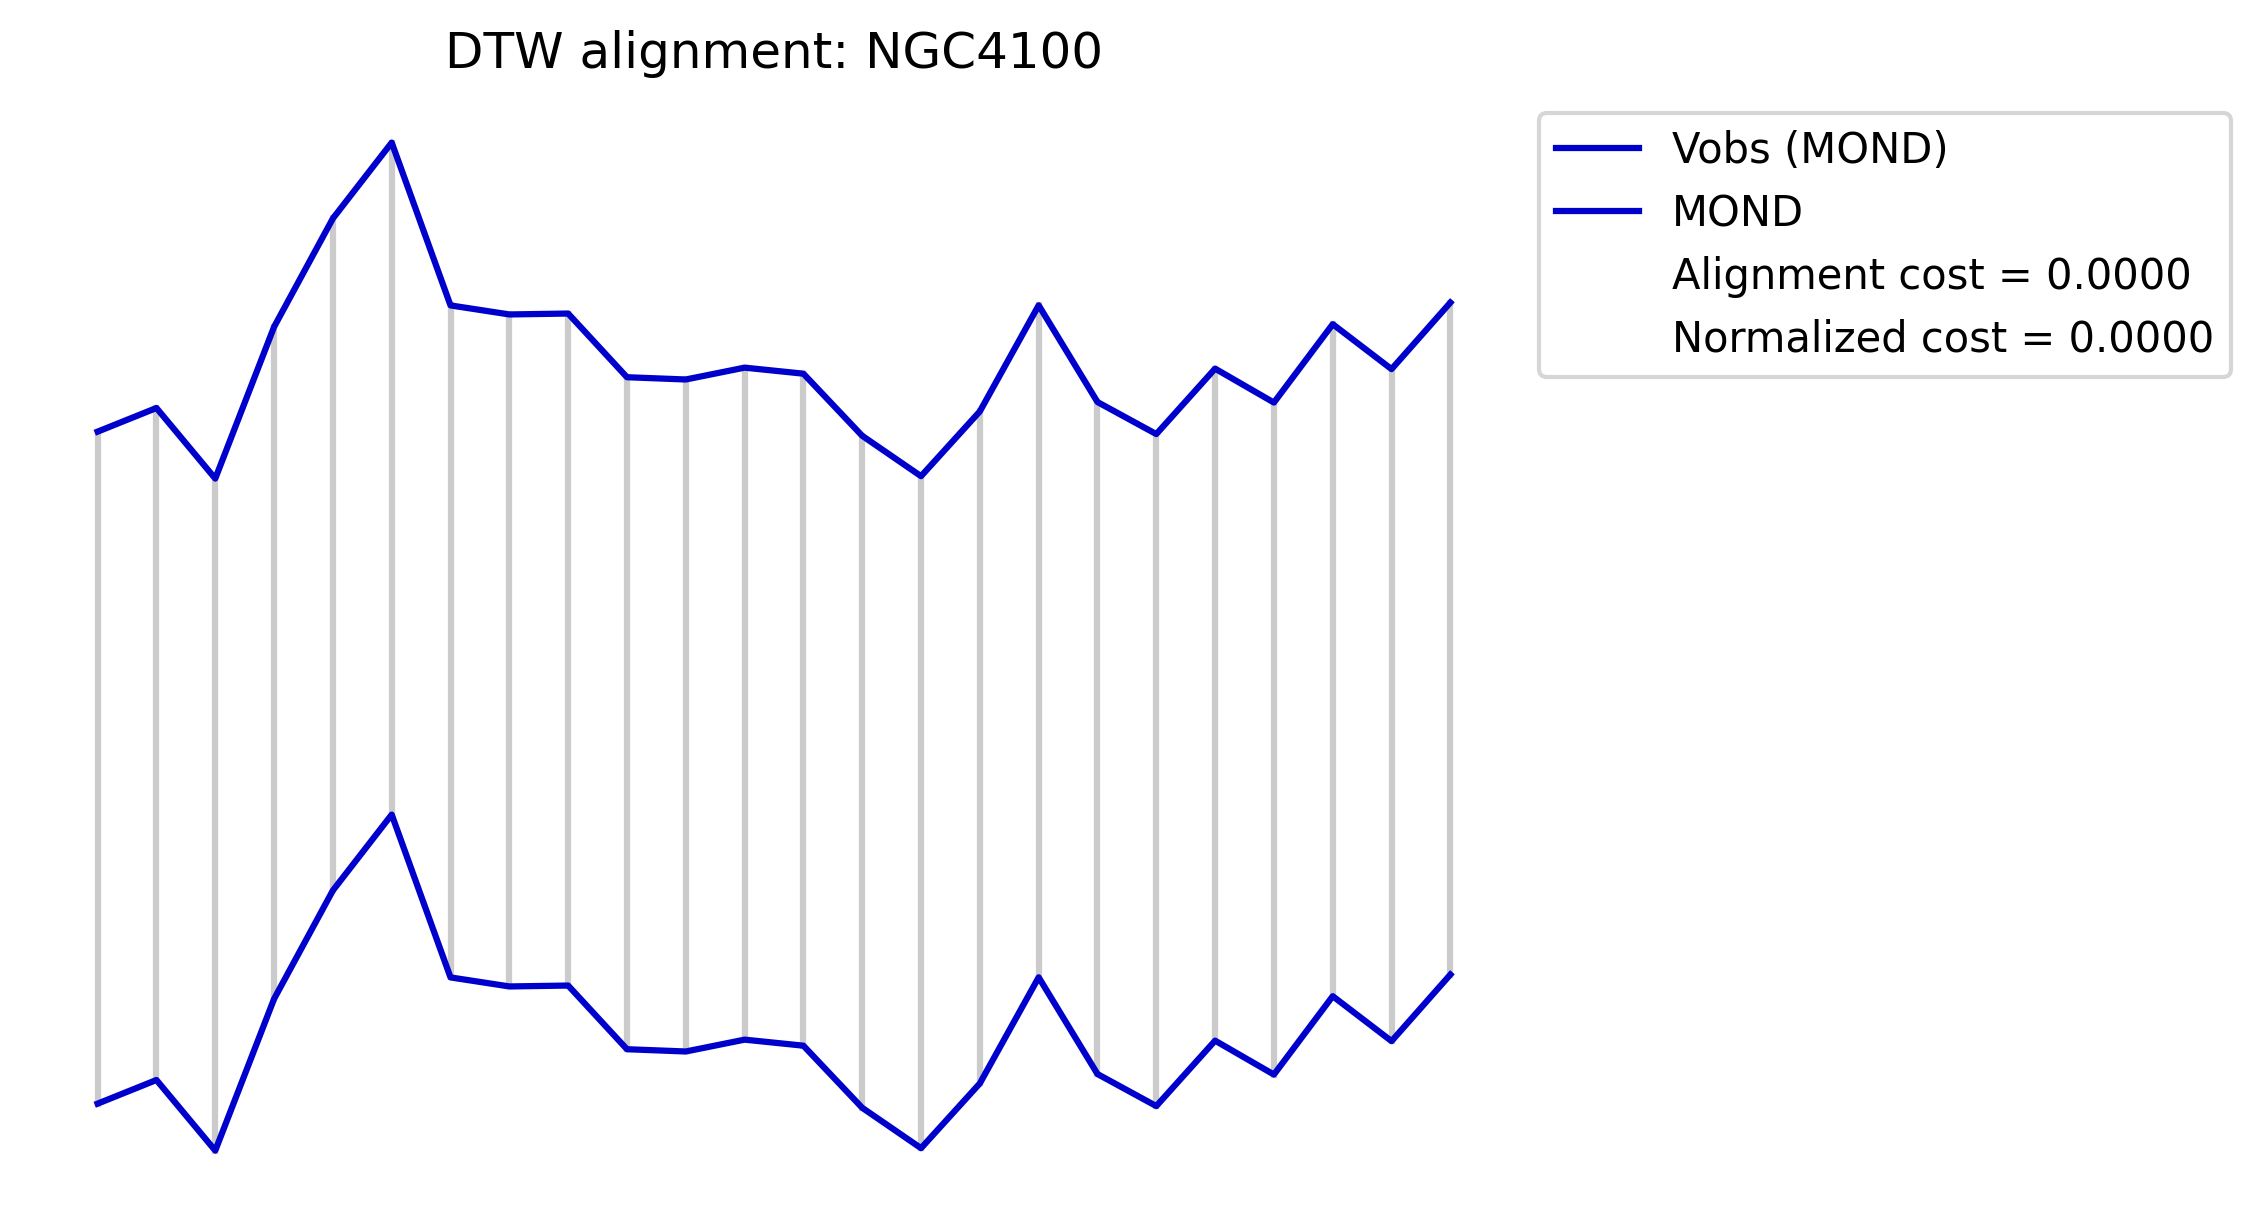 DTW alignment: NGC4100
Vobs (MOND)
MOND
Alignment cost = 0.0000
Normalized cost = 0.0000